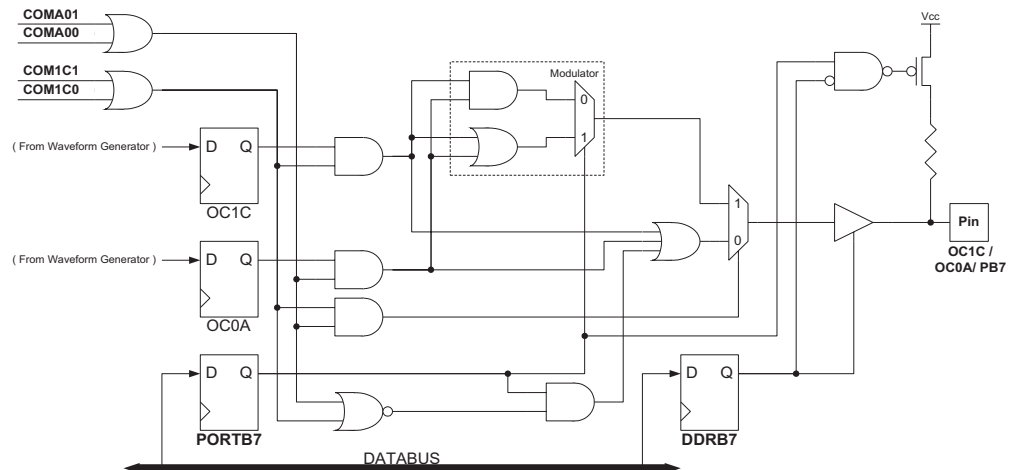 COMA01
COMA00
Vcc
COM1C1
COM1C0
Modulator
0
1
( From Waveform Generator )
D Q
OC1C
1
0
Pin
OC1C /
OC0A/ PB7
( From Waveform Generator )
D Q
OC0A
D Q
PORTB7
D Q
DDRB7
DATABUS